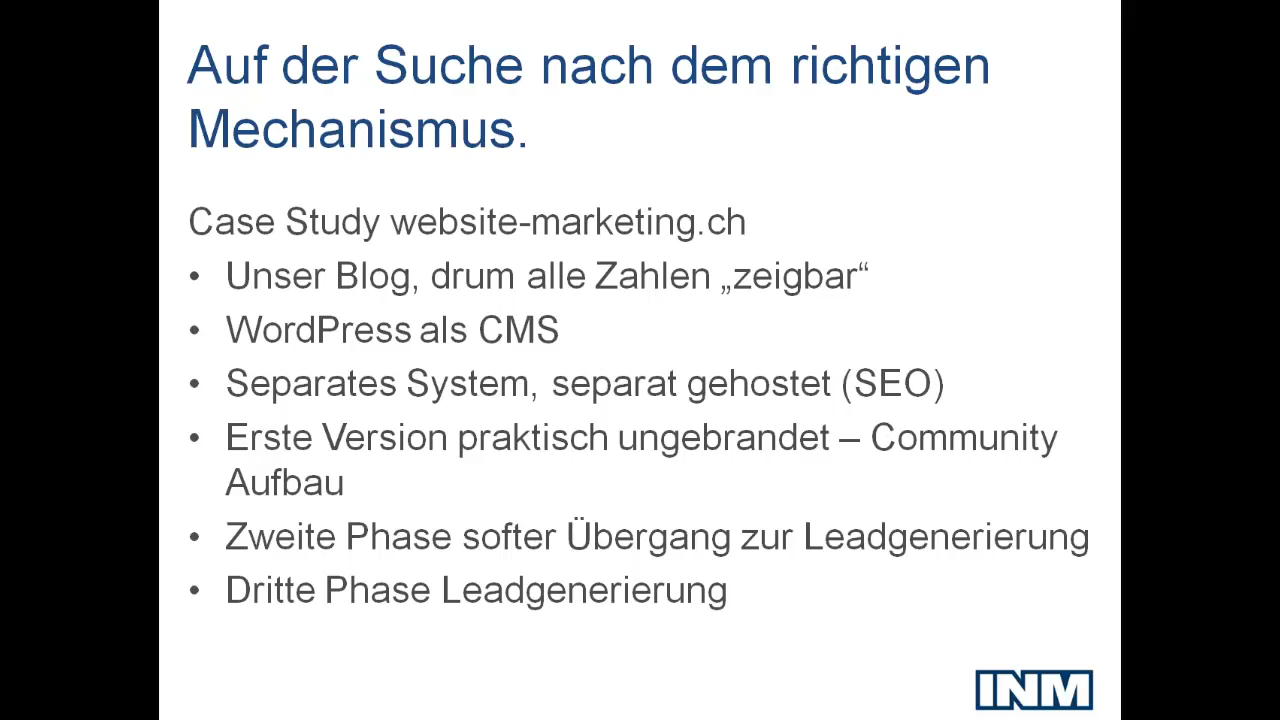 Auf der Suche nach dem richtigen
Mechanismus.
Case Study website-marketing.ch
• Unser Blog, drum alle Zahlen „zeigbar“
• WordPress als CMS
• Separates System, separat gehostet (SEO)
• Erste Version praktisch ungebrandet – Community
Aufbau
• Zweite Phase softer Übergang zur Leadgenerierung
• Dritte Phase Leadgenerierung
INM